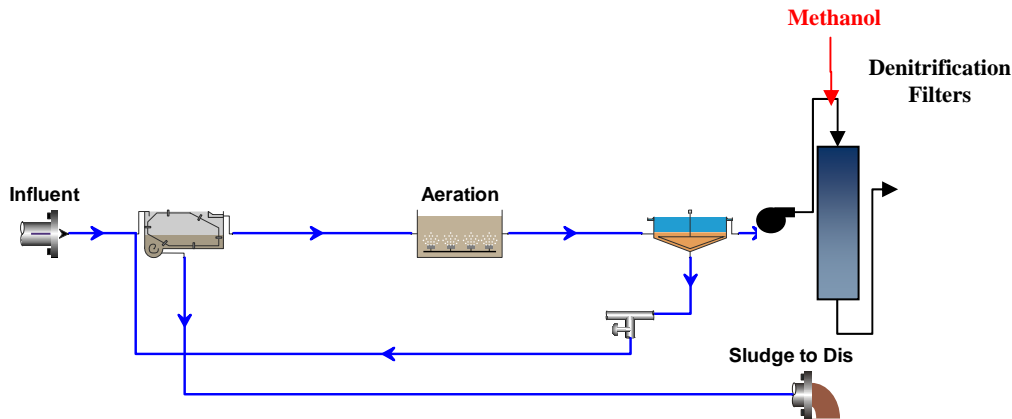 Methanol
Denitrification
Filters
Influent
Aeration
Sludge to Dis